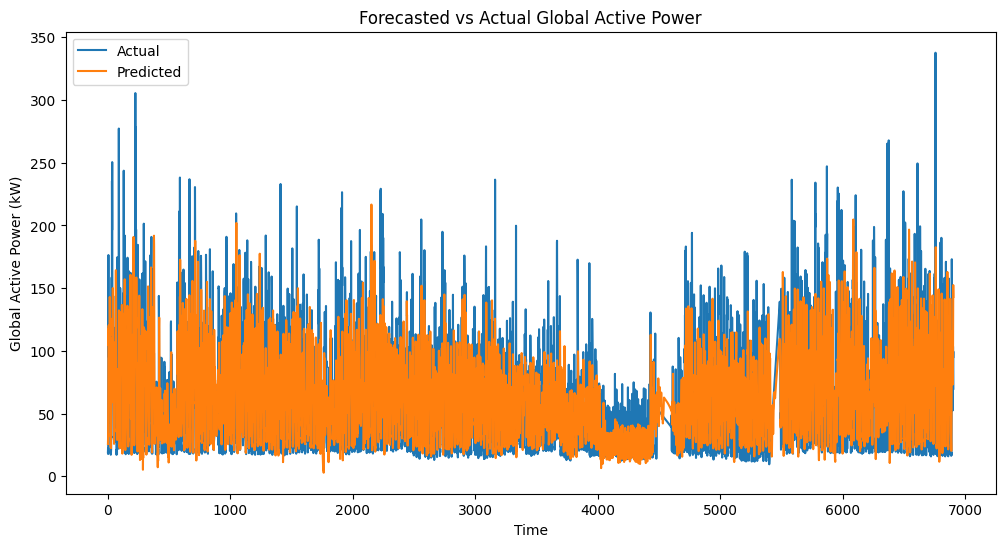 Forecasted vs Actual Global Active Power
Actual
Predicted
Global Active Power (kW)
350
300
250
200
150
100
50
0
0 1000 2000 3000 4000 5000 6000 7000
Time